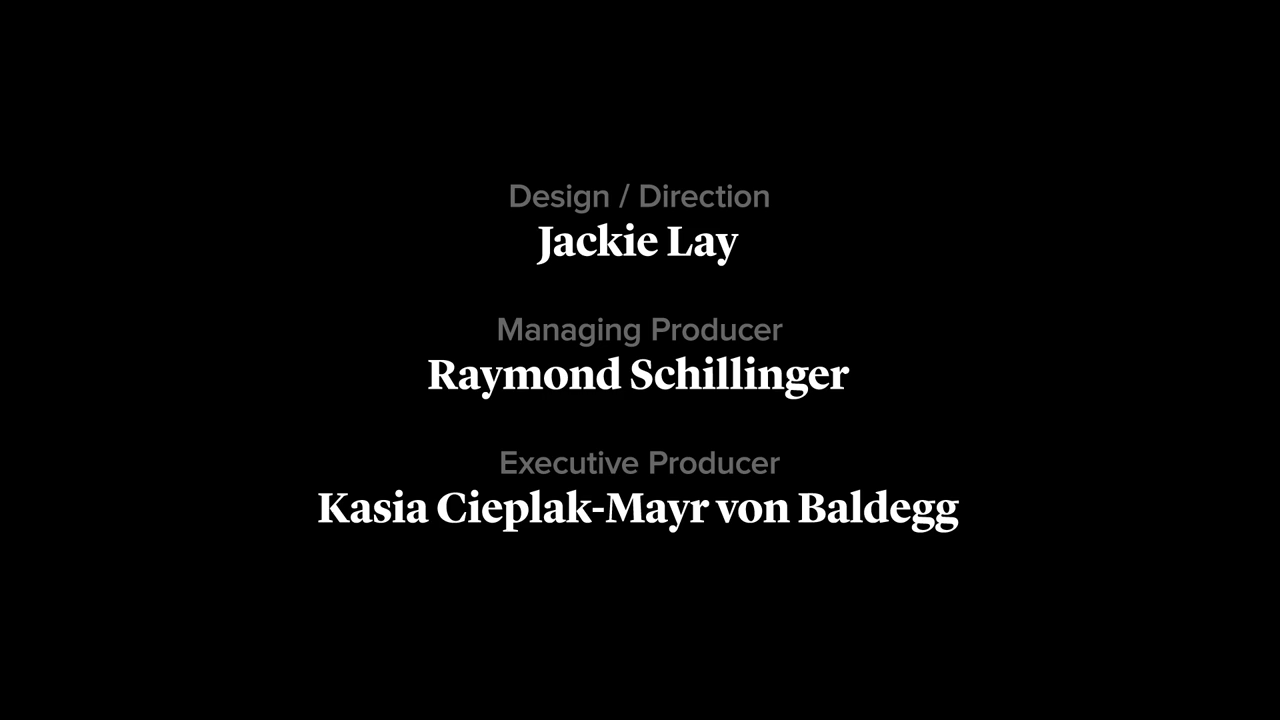 Design / Direction
Jackie Lay
Managing Producer
Raymond Schillinger
Executive Producer
Kasia Cieplak-Mayr von Baldegg